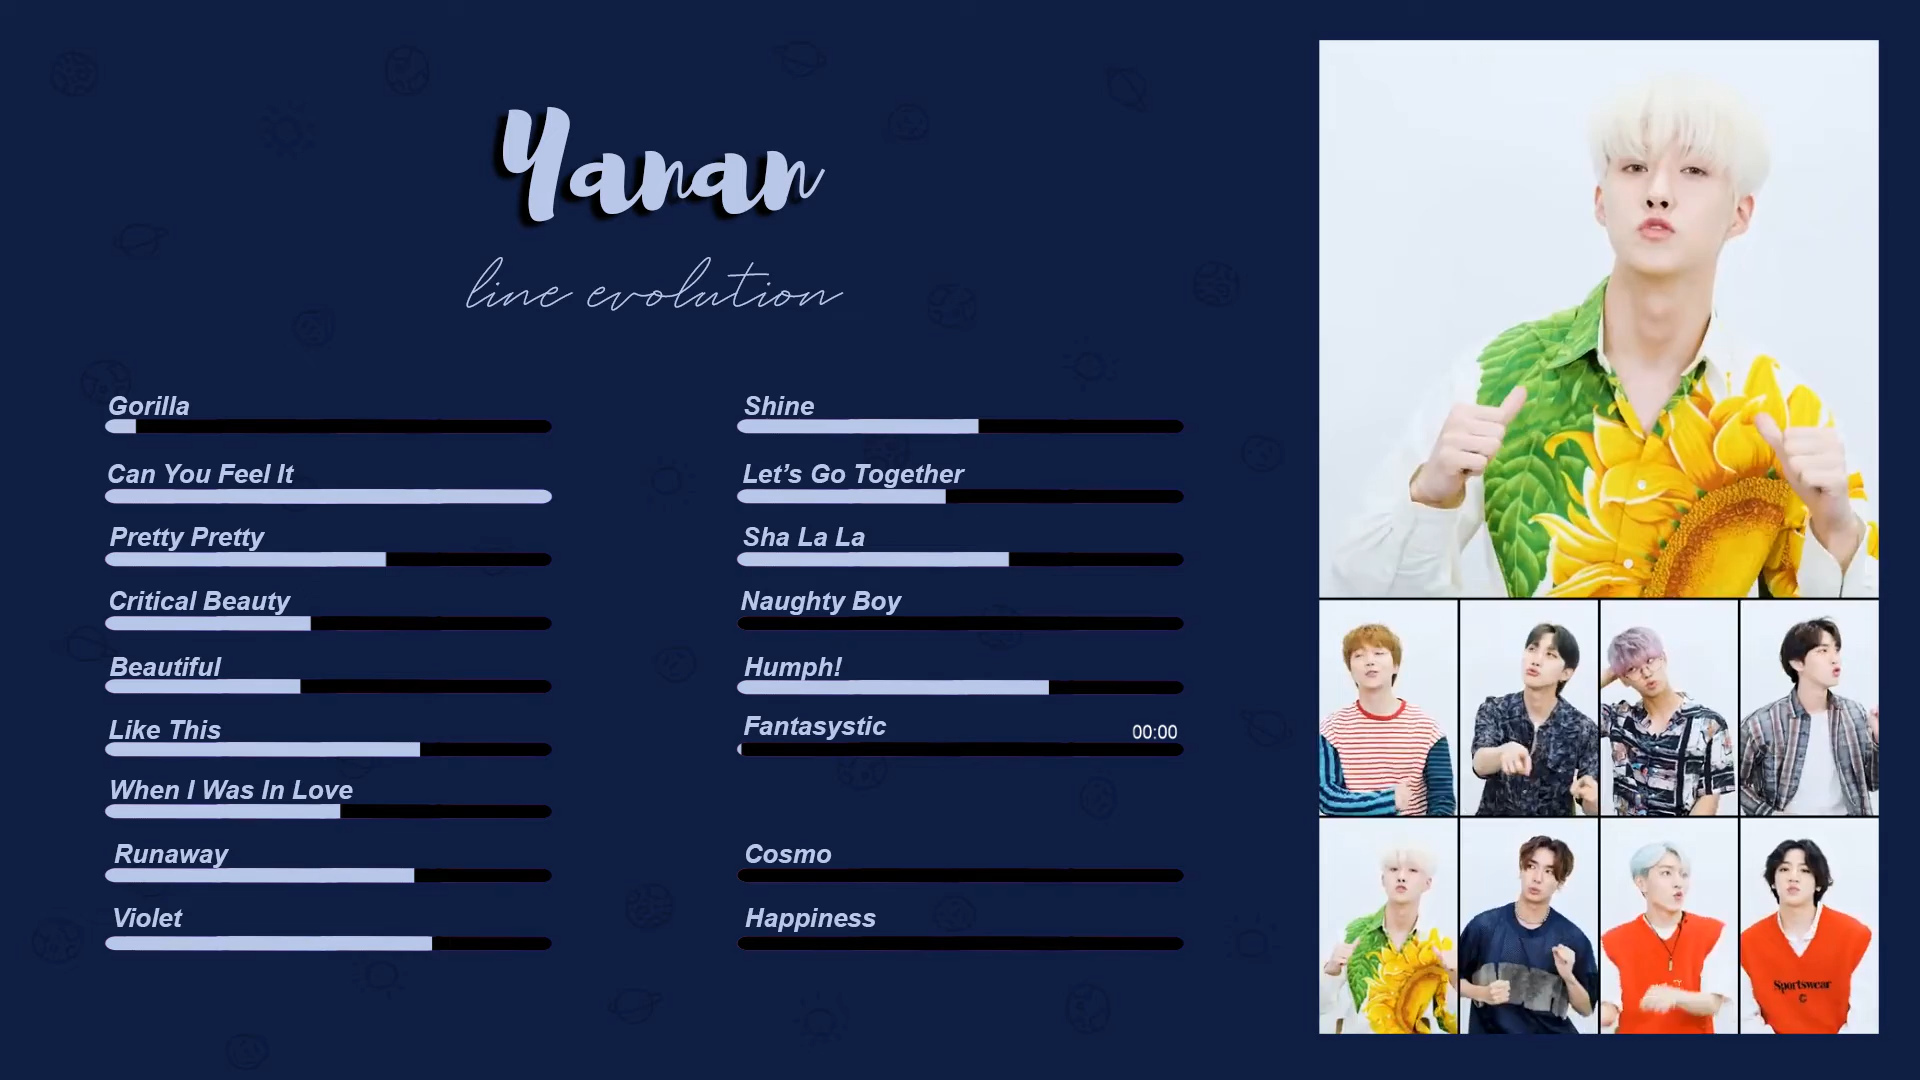 Yanan
line evolution
Gorilla
Can You Feel It
Pretty Pretty
Critical Beauty
Beautiful
Like This
When I Was In Love
Runaway
Violet
Shine
Let’s Go Together
Sha La La
Naughty Boy
Humph!
Fantasystic 00:00
Cosmo
Happiness
Sportswear
©